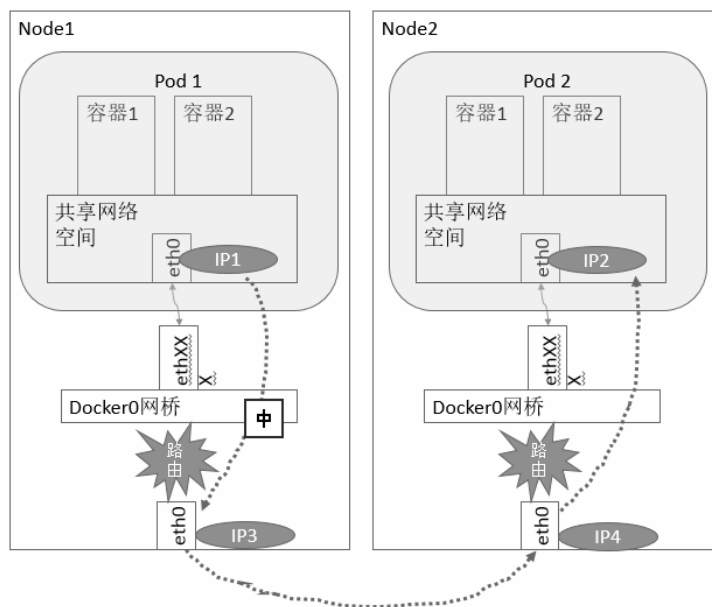 Node1
Pod 1
容器1
容器2
共享网络
空间
eth0
IP1
ethXX
X
Docker0网桥
中
路
由
eth0
IP3
Node2
Pod 2
容器1
容器2
共享网络
空间
eth0
IP2
ethXX
X
Docker0网桥
路
由
eth0
IP4